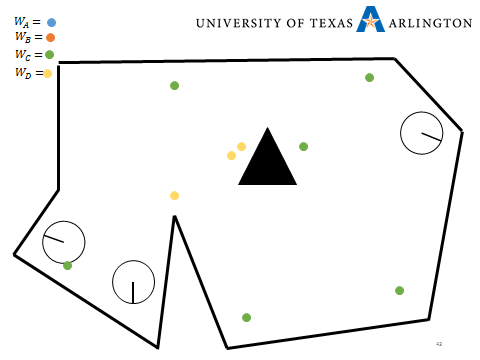 UNIVERSITY OF TEXAS ARLINGTON
W_A =
W_B =
W_C =
W_D =
42